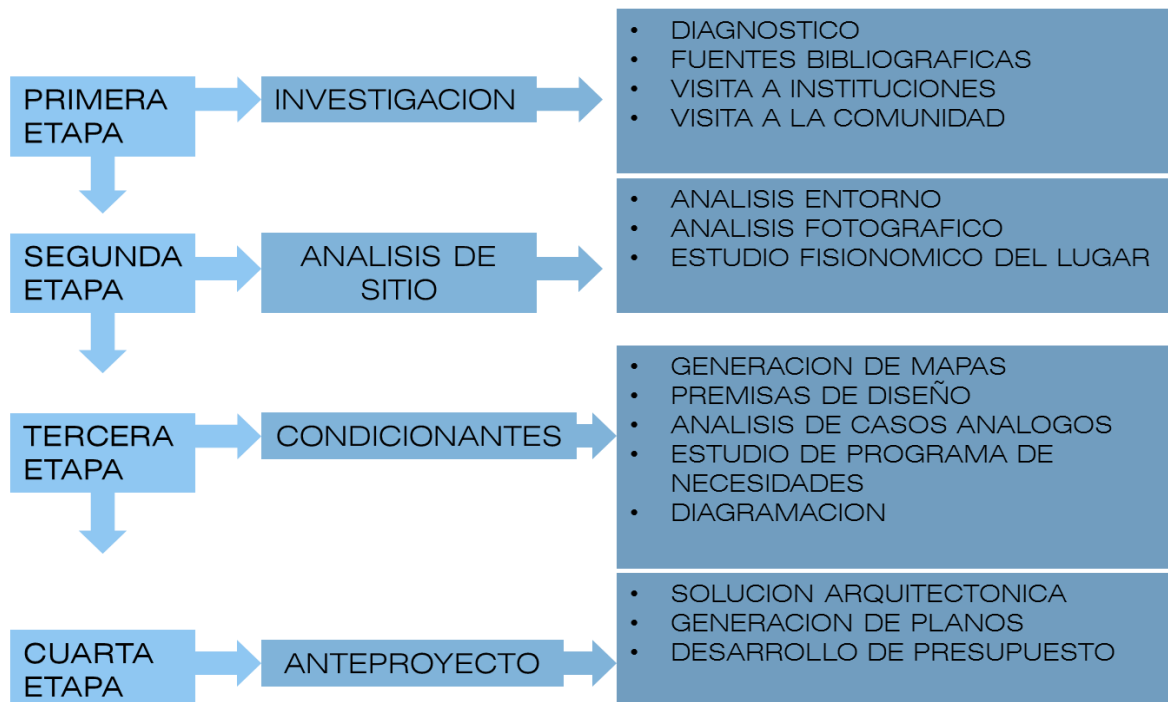 PRIMERA
ETAPA
INVESTIGACION
• DIAGNOSTICO
• FUENTES BIBLIOGRAFICAS
• VISITA A INSTITUCIONES
• VISITA A LA COMUNIDAD
SEGUNDA
ETAPA
ANALISIS DE
SITIO
• ANALISIS ENTORNO
• ANALISIS FOTOGRAFICO
• ESTUDIO FISIONOMICO DEL LUGAR
TERCERA
ETAPA
CONDICIONANTES
• GENERACION DE MAPAS
• PREMISAS DE DISEÑO
• ANALISIS DE CASOS ANALOGOS
• ESTUDIO DE PROGRAMA DE
NECESIDADES
• DIAGRAMACION
CUARTA
ETAPA
ANTEPROYECTO
• SOLUCION ARQUITECTONICA
• GENERACION DE PLANOS
• DESARROLLO DE PRESUPUESTO